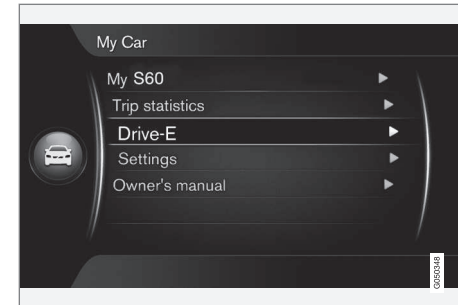 My Car
My S60
Trip statistics
Drive-E
Settings
Owner's manual
G050348